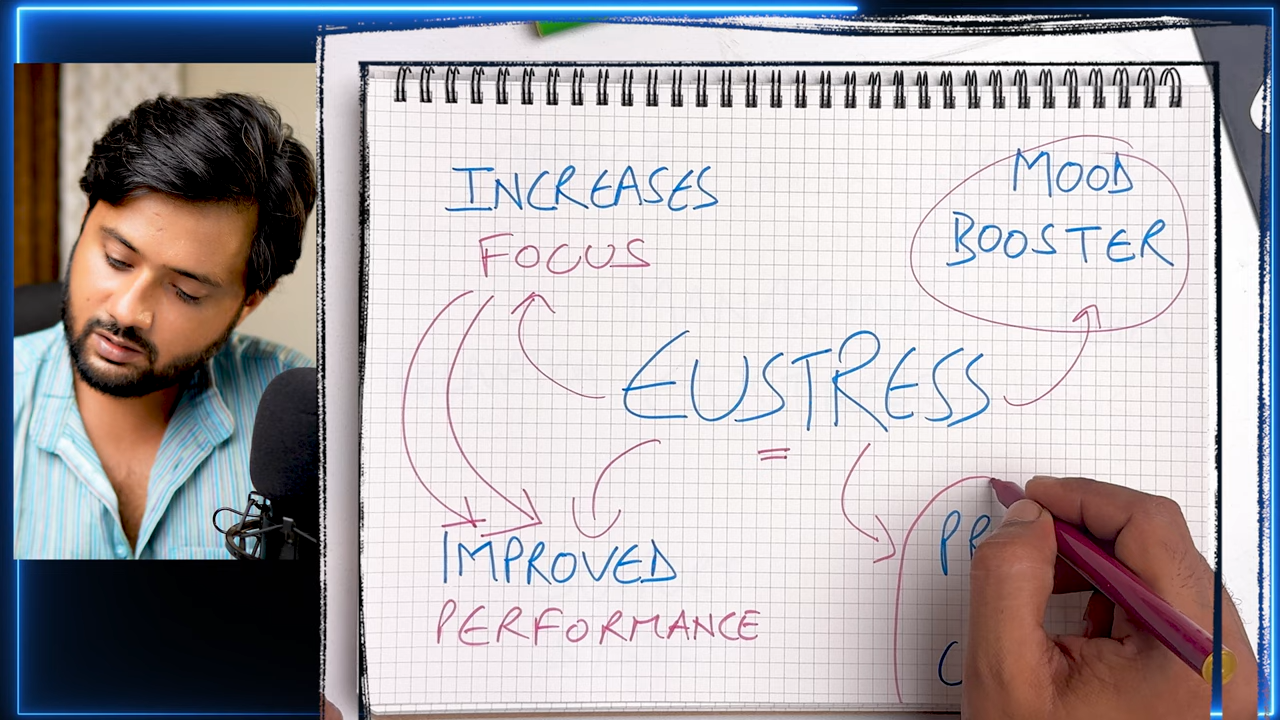 INCREASES
FOCUS
MOOD
BOOSTER
EUSTRESS
=
IMPROVED
PERFORMANCE